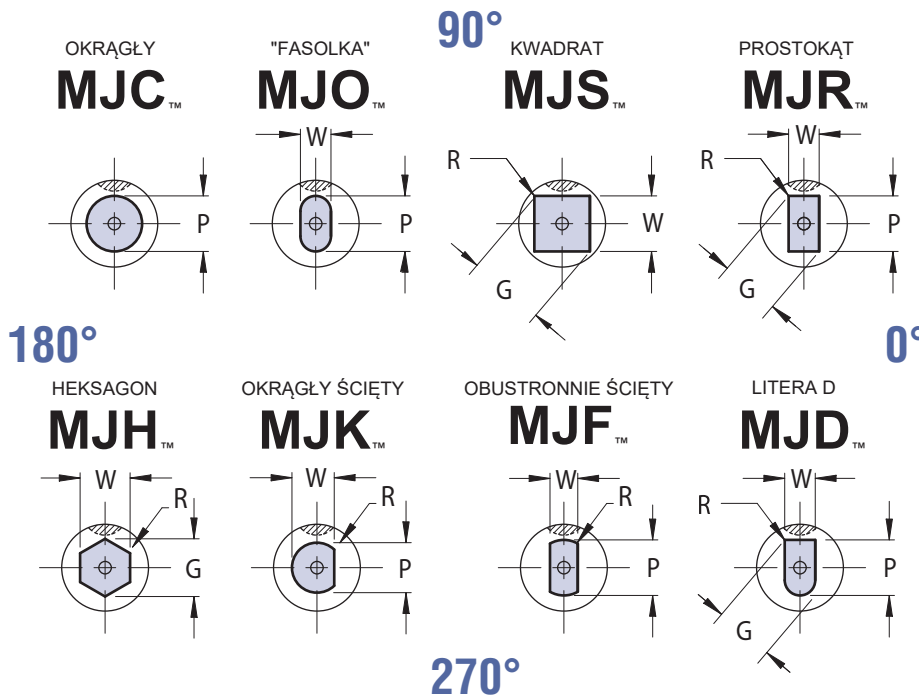 90°
OKRĄGŁY
MJC™
P
"FASOLKA"
MJO™
W
P
KWADRAT
MJS™
R
W
G
PROSTOKĄT
MJR™
W
R
P
G
180°
0°
HEKSAGON
MJH™
W
R
G
OKRĄGŁY ŚCIĘTY
MJK™
W
R
P
OBUSTRONNIE ŚCIĘTY
MJF™
W
R
P
LITERA D
MJD™
W
R
P
G
270°